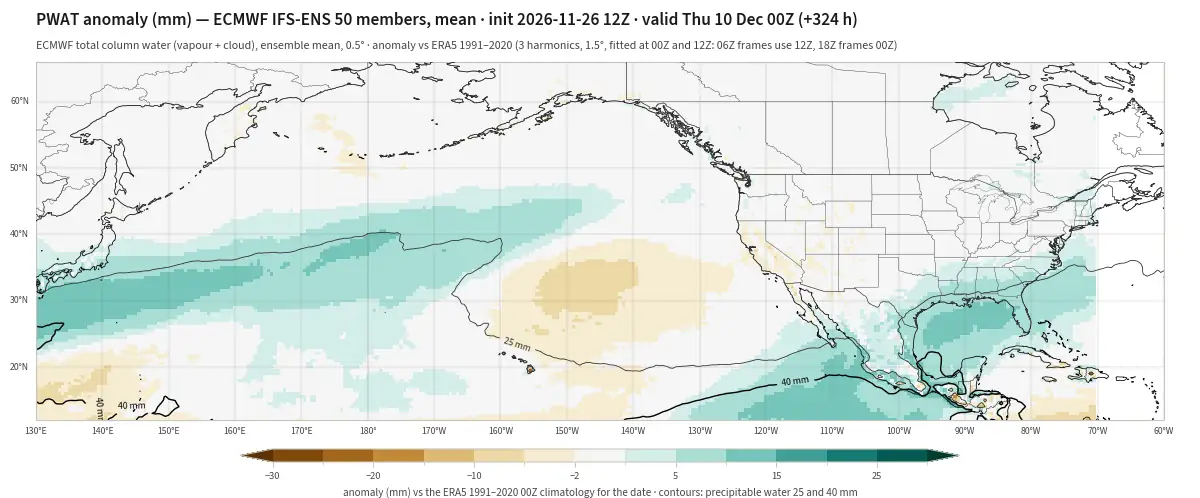 PWAT anomaly (mm) — ECMWF IFS-ENS 50 members, mean · init 2026-11-26 12Z · valid Thu 10 Dec 00Z (+324 h)
ECMWF total column water (vapour + cloud), ensemble mean, 0.5° · anomaly vs ERA5 1991–2020 (3 harmonics, 1.5°, fitted at 00Z and 12Z: 06Z frames use 12Z, 18Z frames 00Z)
60°N
50°N
40°N
30°N
20°N
25 mm
40 mm
40 mm
40 mm
130°E 140°E 150°E 160°E 170°E 180° 170°W 160°W 150°W 140°W 130°W 120°W 110°W 100°W 90°W 80°W 70°W 60°W
−30 −20 −10 −2 5 15 25
anomaly (mm) vs the ERA5 1991–2020 00Z climatology for the date · contours: precipitable water 25 and 40 mm